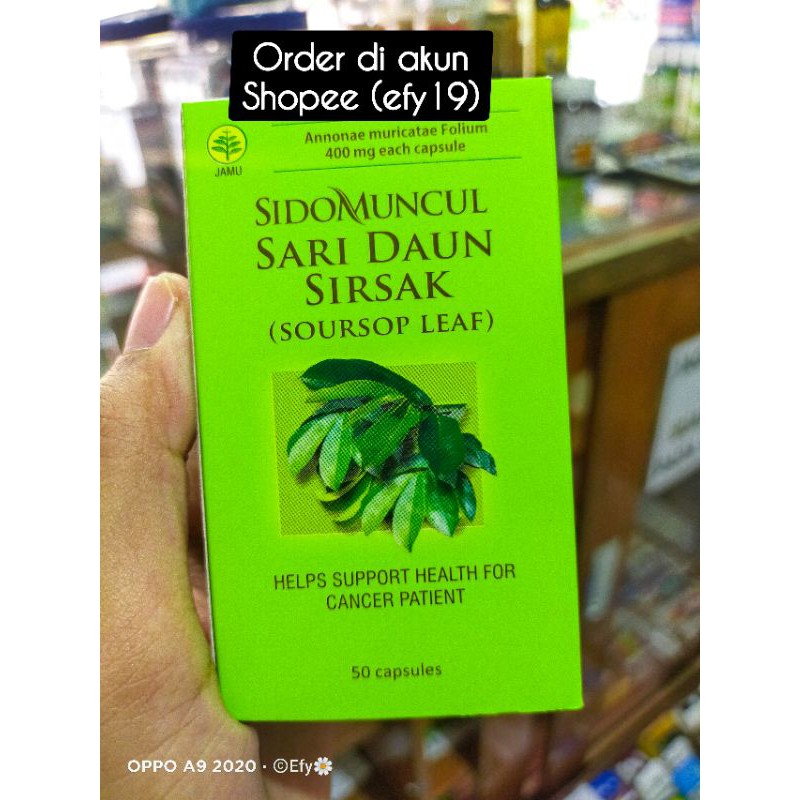 Order di akun
Shopee (efy19)
Annonae muricatae Folium
400 mg each capsule
JAMU
SIDOMUNCUL
SARI DAUN
SIRSAK
(SOURSOP LEAF)
HELPS SUPPORT HEALTH FOR
CANCER PATIENT
50 capsules
OPPO A9 2020 · ©Efy🌼